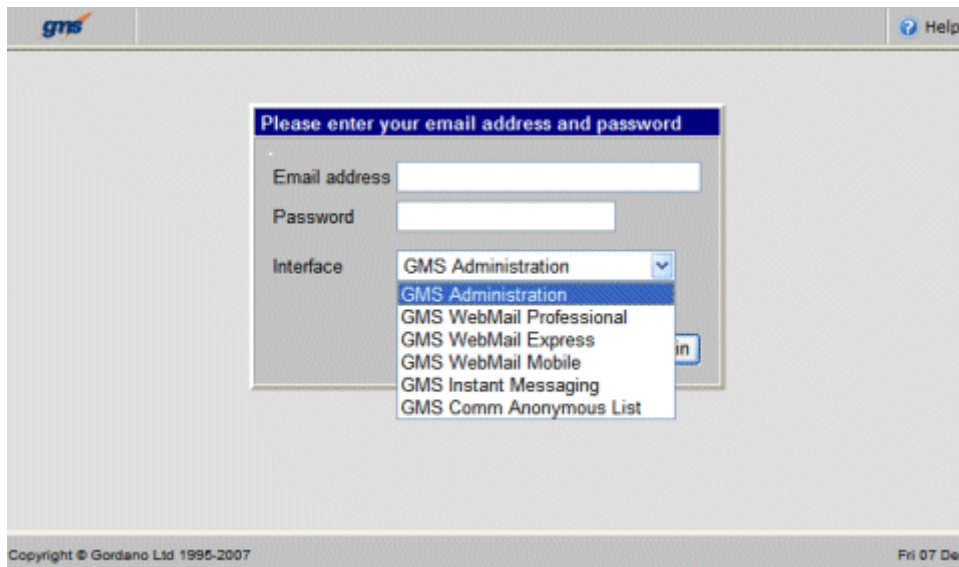 gms
Help
Please enter your email address and password
Email address
Password
Interface GMS Administration
GMS Administration
GMS WebMail Professional
GMS WebMail Express
GMS WebMail Mobile
in
GMS Instant Messaging
GMS Comm Anonymous List
Copyright © Gordano Ltd 1995-2007 Fri 07 De